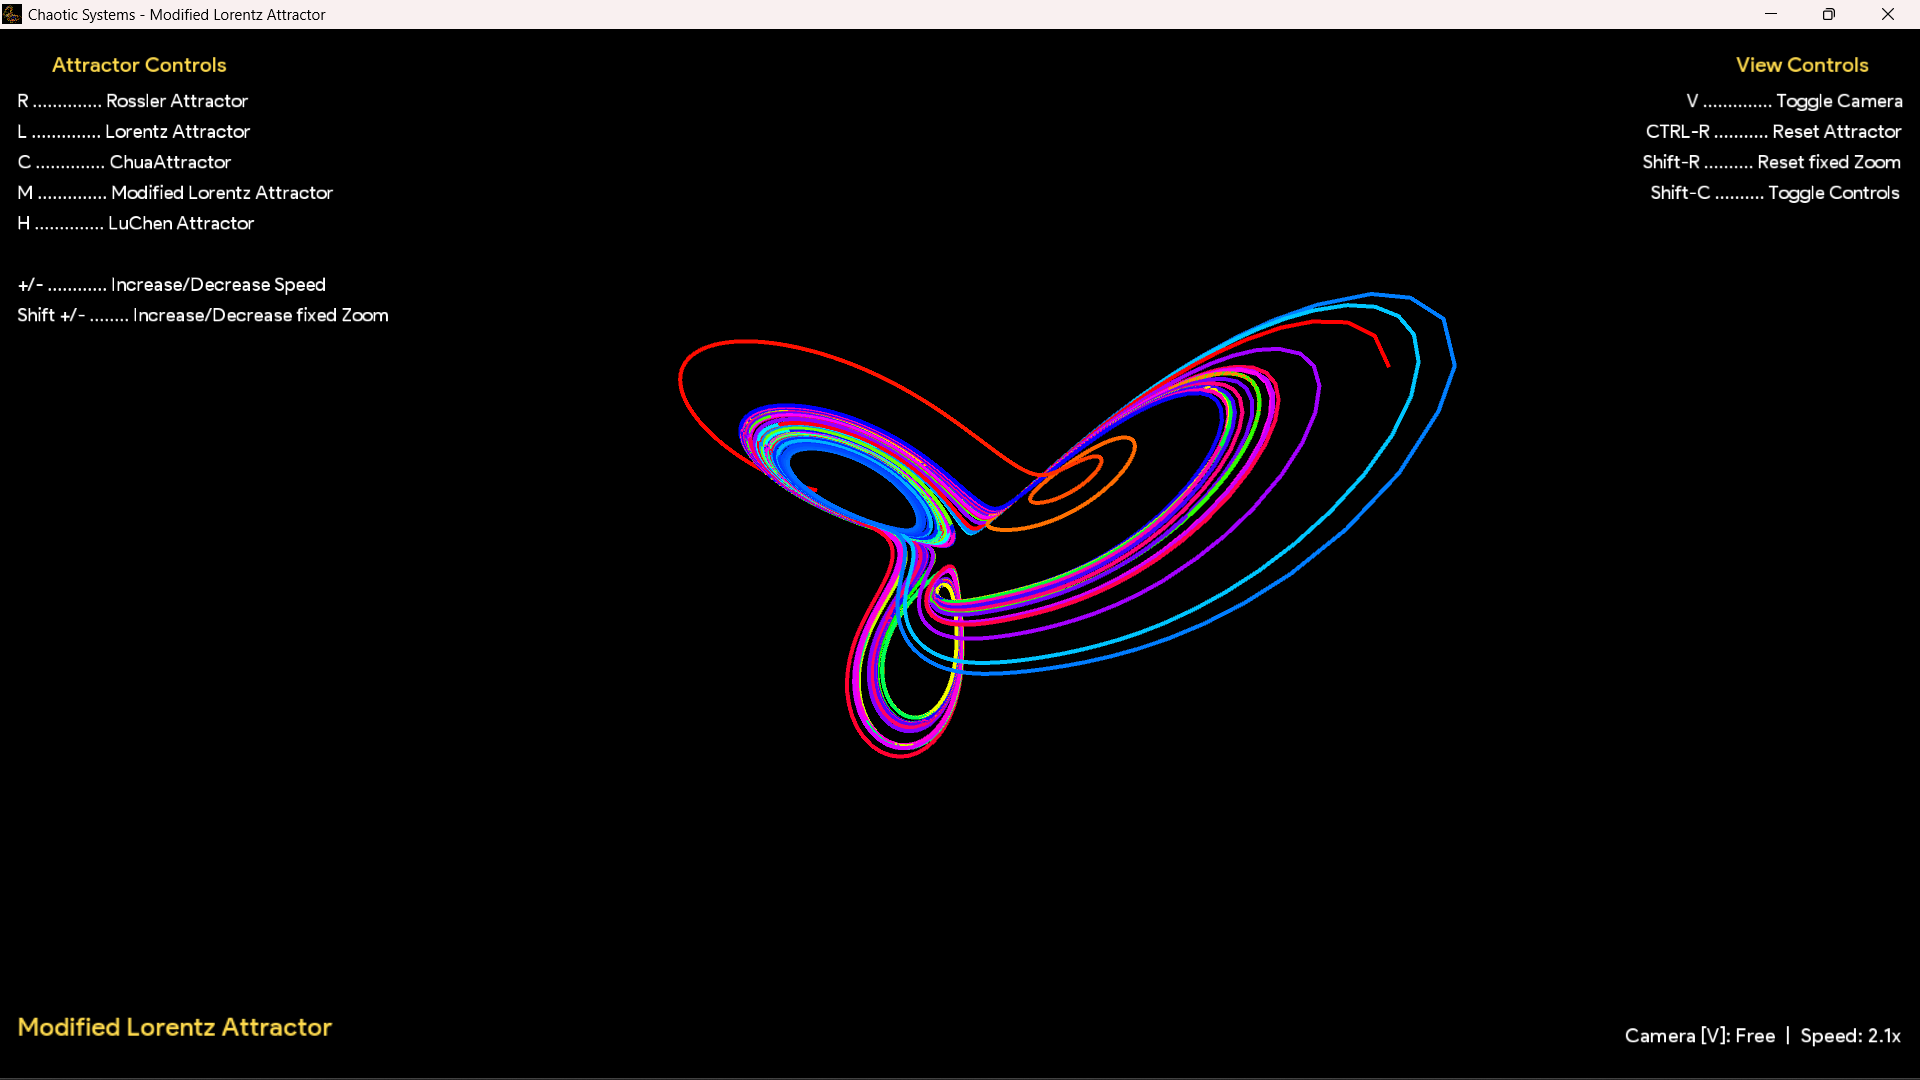 Chaotic Systems - Modified Lorentz Attractor
Attractor Controls
R .............. Rossler Attractor
L .............. Lorentz Attractor
C .............. ChuaAttractor
M .............. Modified Lorentz Attractor
H .............. LuChen Attractor
+/- ............ Increase/Decrease Speed
Shift +/- ........ Increase/Decrease fixed Zoom
View Controls
V .............. Toggle Camera
CTRL-R ........... Reset Attractor
Shift-R .......... Reset fixed Zoom
Shift-C .......... Toggle Controls
Modified Lorentz Attractor
Camera [V]: Free | Speed: 2.1x